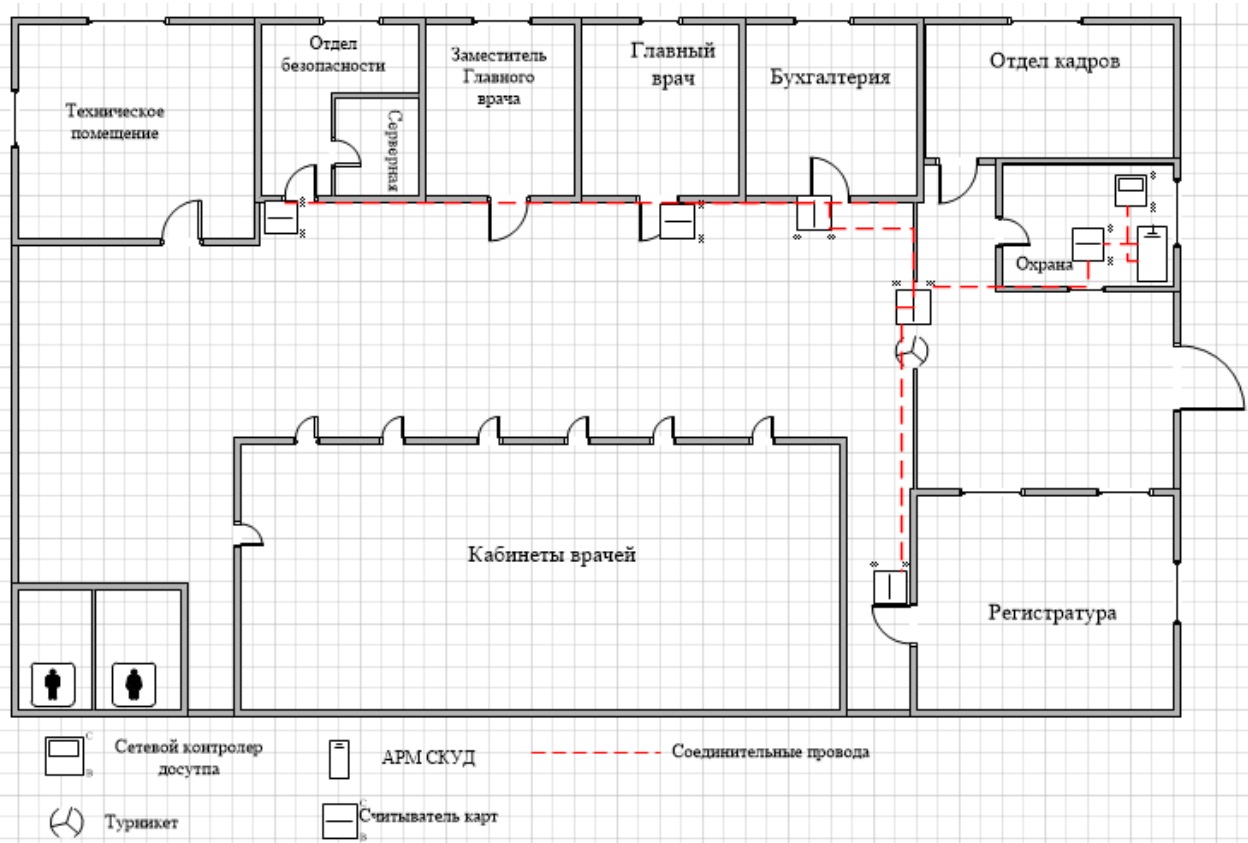 Отдел
безопасности
Заместитель
Главного
врача
Главный
врач
Бухгалтерия
Отдел кадров
Техническое
помещение
Серверная
Охрана
Кабинеты врачей
Регистратура
Сетевой контролер
досутпа
АРМ СКУД
Соединительные провода
Турникет
Считыватель карт